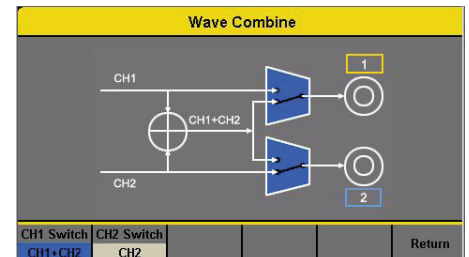 Wave Combine
CH1
1
CH1+CH2
CH2
2
CH1 Switch CH2 Switch
CH1+CH2 CH2 Return